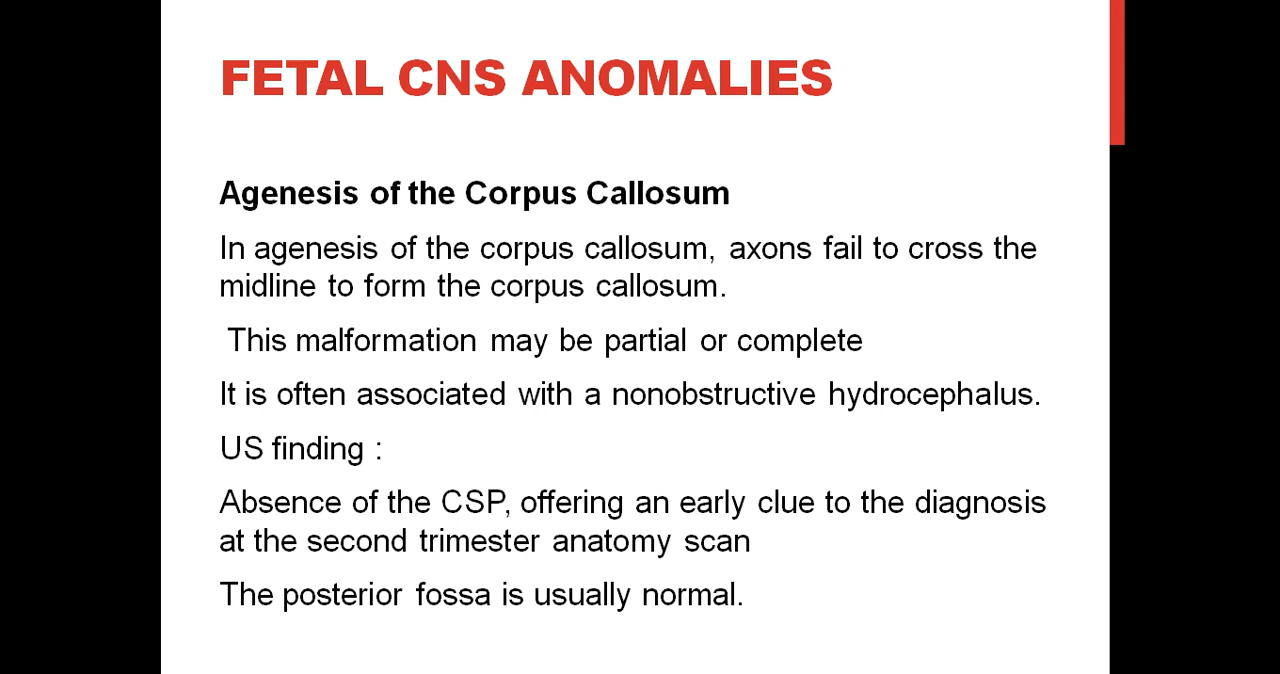 FETAL CNS ANOMALIES
Agenesis of the Corpus Callosum
In agenesis of the corpus callosum, axons fail to cross the
midline to form the corpus callosum.
This malformation may be partial or complete
It is often associated with a nonobstructive hydrocephalus.
US finding :
Absence of the CSP, offering an early clue to the diagnosis
at the second trimester anatomy scan
The posterior fossa is usually normal.